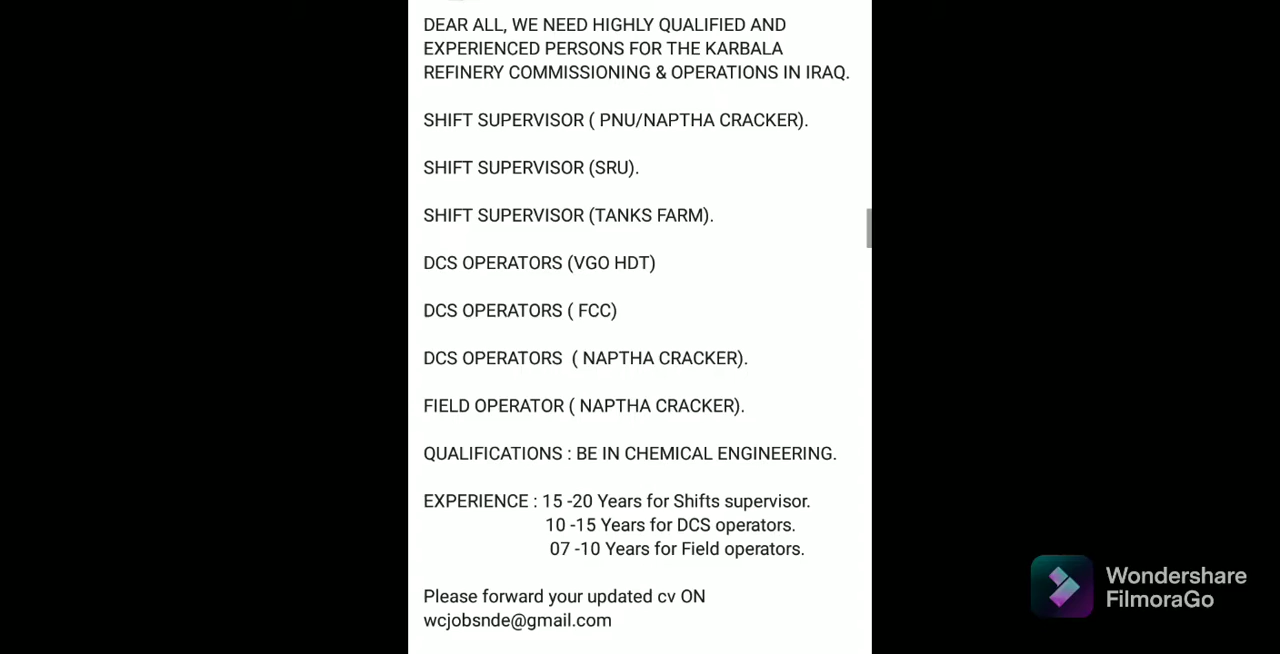 DEAR ALL, WE NEED HIGHLY QUALIFIED AND
EXPERIENCED PERSONS FOR THE KARBALA
REFINERY COMMISSIONING & OPERATIONS IN IRAQ.
SHIFT SUPERVISOR ( PNU/NAPTHA CRACKER).
SHIFT SUPERVISOR (SRU).
SHIFT SUPERVISOR (TANKS FARM).
DCS OPERATORS (VGO HDT)
DCS OPERATORS ( FCC)
DCS OPERATORS  ( NAPTHA CRACKER).
FIELD OPERATOR ( NAPTHA CRACKER).
QUALIFICATIONS : BE IN CHEMICAL ENGINEERING.
EXPERIENCE : 15 -20 Years for Shifts supervisor.
10 -15 Years for DCS operators.
07 -10 Years for Field operators.
Please forward your updated cv ON
wcjobsnde@gmail.com
Wondershare
FilmoraGo